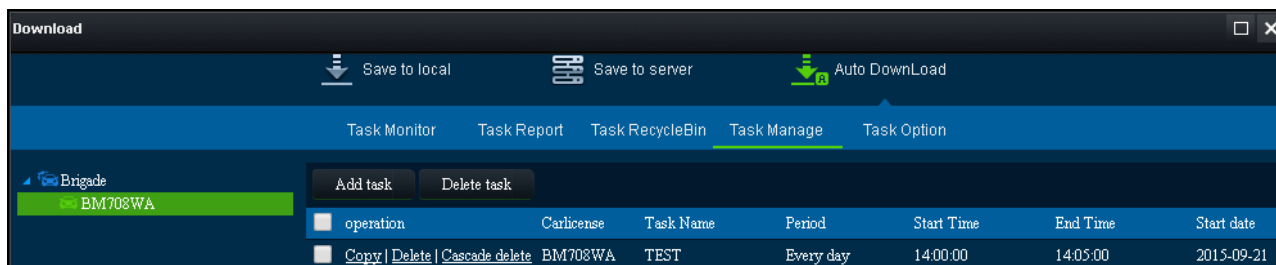 Download
Save to local Save to server Auto DownLoad
Task Monitor Task Report Task RecycleBin Task Manage Task Option
Brigade Add task Delete task
BM708WA
operation Carlicense Task Name Period Start Time End Time Start date
Copy | Delete | Cascade delete BM708WA TEST Every day 14:00:00 14:05:00 2015-09-21